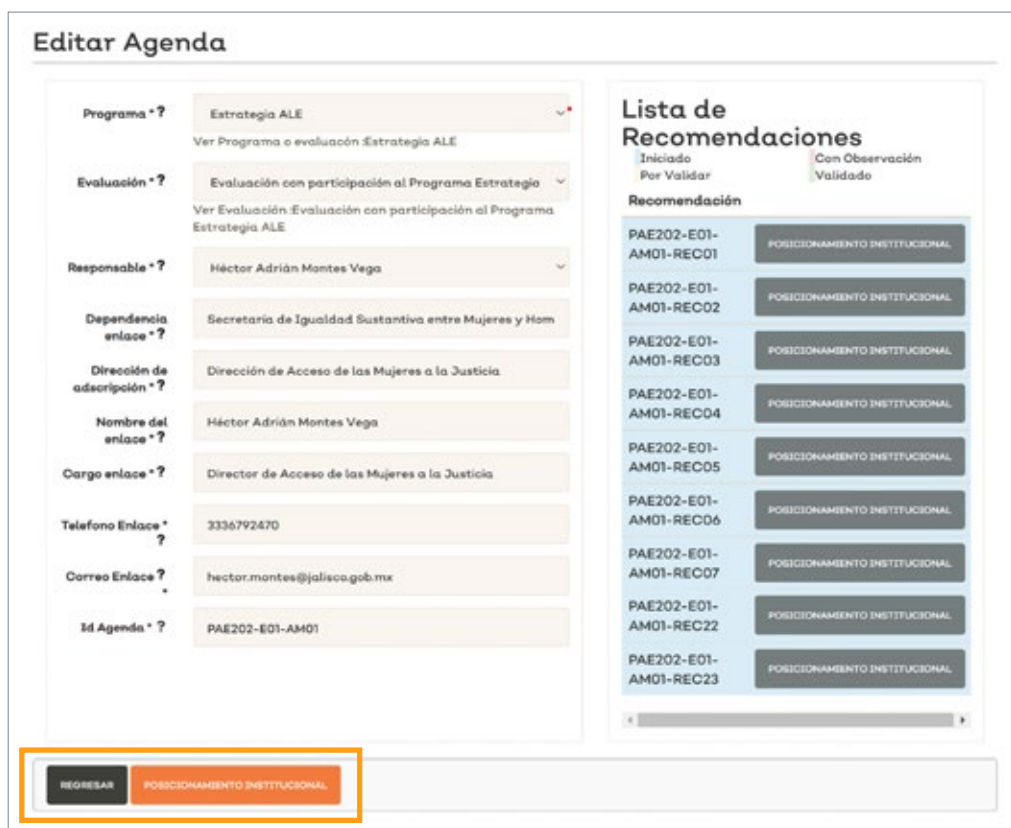 Editar Agenda
Programa * ?
Estrategia ALE
Ver Programa o evaluacón :Estrategia ALE
Evaluación * ?
Evaluación con participación al Programa Estrategia
Ver Evaluación :Evaluación con participación al Programa
Estrategia ALE
Responsable * ?
Héctor Adrián Montes Vega
Dependencia
enlace * ?
Secretaría de Igualdad Sustantiva entre Mujeres y Hom
Dirección de
adscripción * ?
Dirección de Acceso de las Mujeres a la Justicia
Nombre del
enlace * ?
Héctor Adrián Montes Vega
Cargo enlace * ?
Director de Acceso de las Mujeres a la Justicia
Telefono Enlace *
?
3336792470
Correo Enlace ?
*
hector.montes@jalisco.gob.mx
Id Agenda * ?
PAE202-E01-AM01
Lista de
Recomendaciones
Iniciado
Con Observación
Por Validar
Validado
Recomendación
PAE202-E01-
AM01-REC01
POSICIONAMIENTO INSTITUCIONAL
PAE202-E01-
AM01-REC02
POSICIONAMIENTO INSTITUCIONAL
PAE202-E01-
AM01-REC03
POSICIONAMIENTO INSTITUCIONAL
PAE202-E01-
AM01-REC04
POSICIONAMIENTO INSTITUCIONAL
PAE202-E01-
AM01-REC05
POSICIONAMIENTO INSTITUCIONAL
PAE202-E01-
AM01-REC06
POSICIONAMIENTO INSTITUCIONAL
PAE202-E01-
AM01-REC07
POSICIONAMIENTO INSTITUCIONAL
PAE202-E01-
AM01-REC22
POSICIONAMIENTO INSTITUCIONAL
PAE202-E01-
AM01-REC23
POSICIONAMIENTO INSTITUCIONAL
REGRESAR
POSICIONAMIENTO INSTITUCIONAL